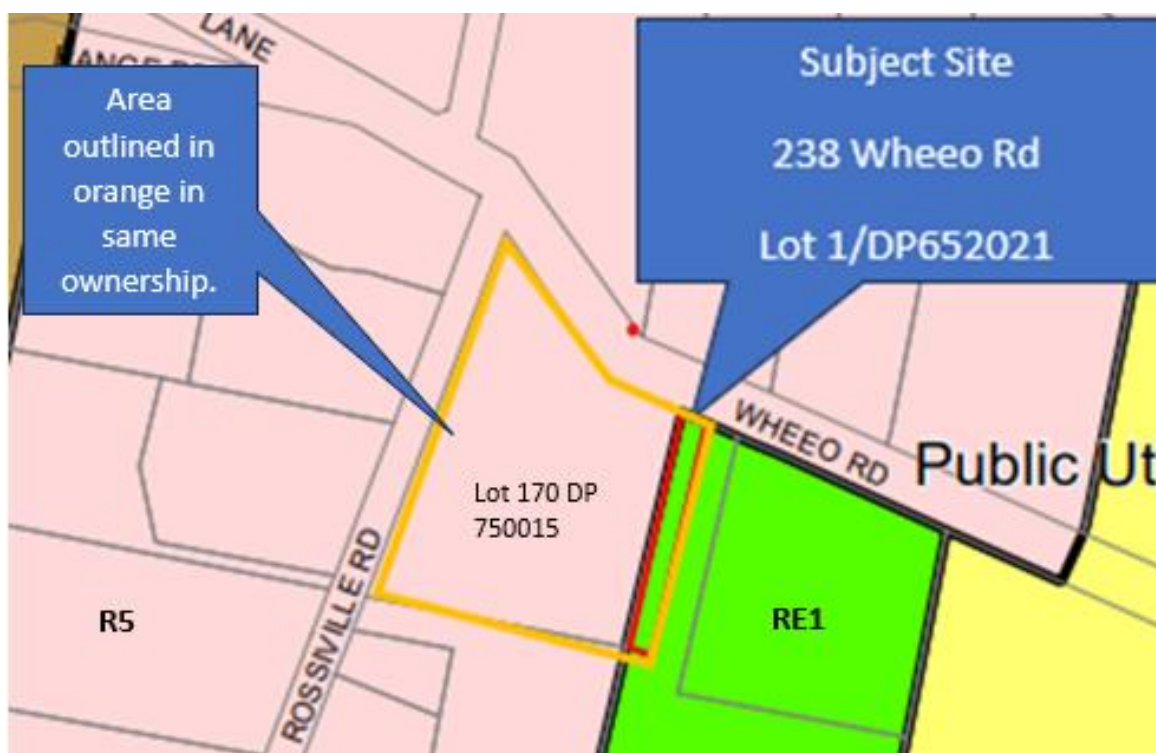 LANE
Subject Site
238 Wheeo Rd
Lot 1/DP652021
Area
outlined in
orange in
same
ownership.
WHEEO RD
Public Ut
Lot 170 DP
750015
ROSSIVILLE RD
R5
RE1